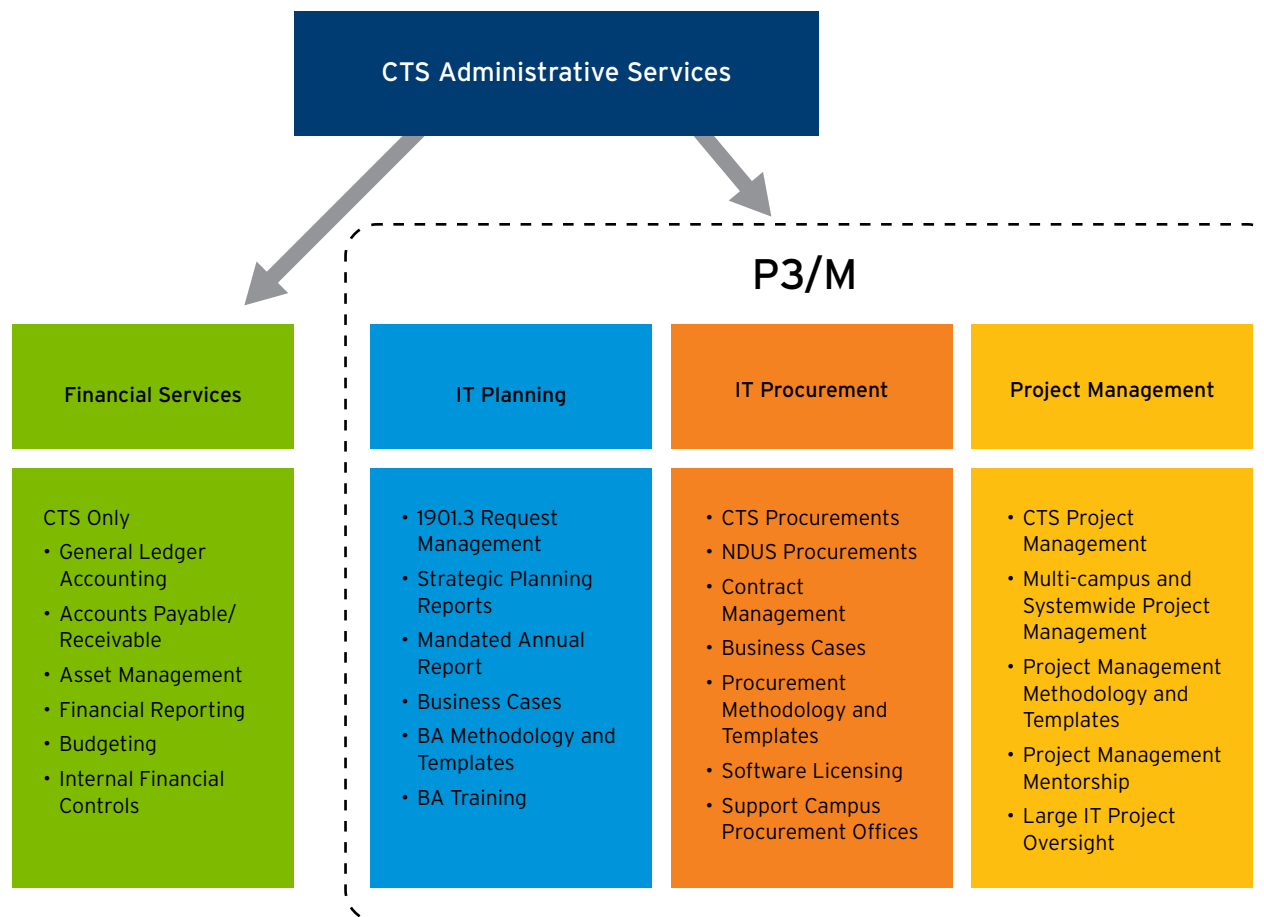 CTS Administrative Services
P3/M
Financial Services
IT Planning
IT Procurement
Project Management
CTS Only
• General Ledger
Accounting
• Accounts Payable/
Receivable
• Asset Management
• Financial Reporting
• Budgeting
• Internal Financial
Controls
• 1901.3 Request
Management
• Strategic Planning
Reports
• Mandated Annual
Report
• Business Cases
• BA Methodology and
Templates
• BA Training
• CTS Procurements
• NDUS Procurements
• Contract
Management
• Business Cases
• Procurement
Methodology and
Templates
• Software Licensing
• Support Campus
Procurement Offices
• CTS Project
Management
• Multi-campus and
Systemwide Project
Management
• Project Management
Methodology and
Templates
• Project Management
Mentorship
• Large IT Project
Oversight